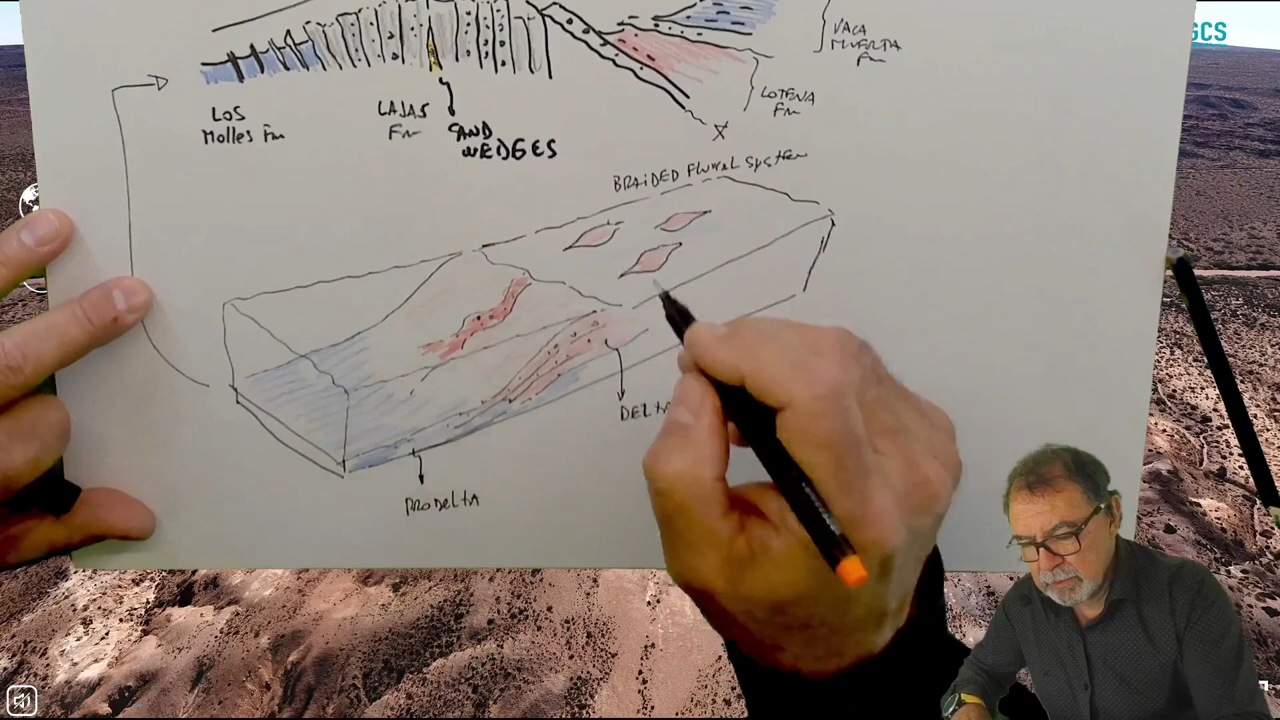 GCS
VACA
MUERTA
Fm
LOS
Molles Fm
LAJAS
Fm
SAND
WEDGES
LOTENA
Fm
X
BRAIDED FLUVIAL SYSTEM
DELTA
PRODELTA